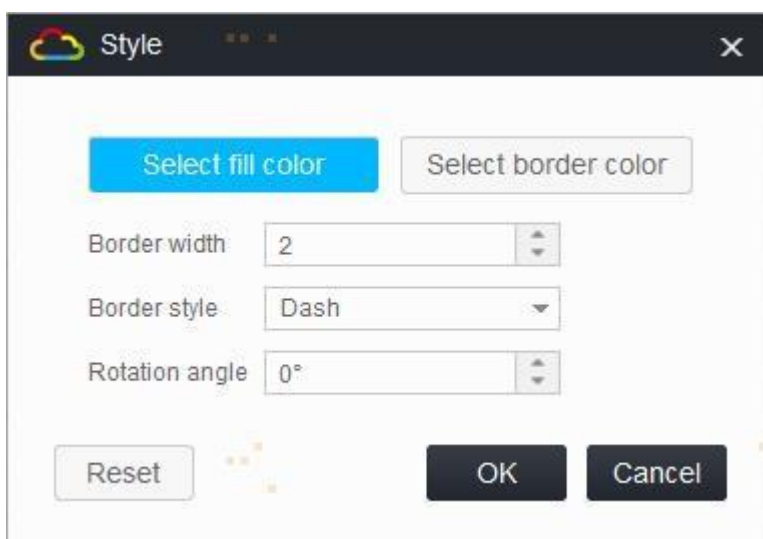 Style
Select fill color Select border color
Border width 2
Border style Dash
Rotation angle 0°
Reset OK Cancel